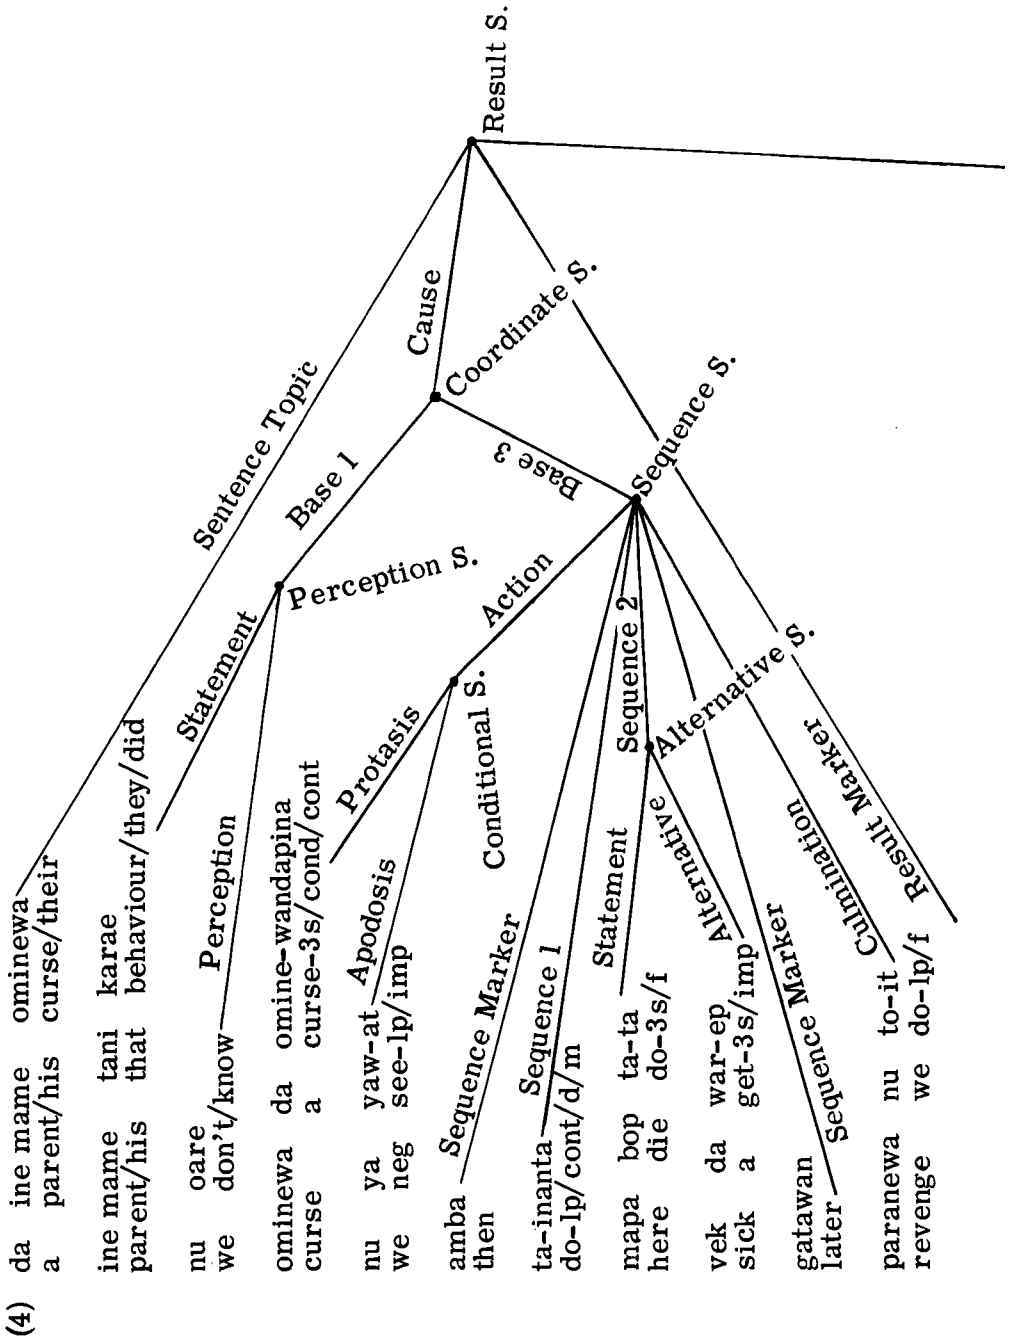 (4)
da ine mame ominewa
a parent/his curse/their
Sentence Topic
ine mame tani karae
parent/his that behaviour/they/did
Statement
nu oare
we don't/know
Perception
Perception S.
Base 1
ominewa da omine-wandapina
curse a curse-3s/cond/cont
Protasis
nu ya yaw-at
we neg see-lp/imp
Apodosis
Conditional S.
Action
amba
then
Sequence Marker
ta-inanta
do-lp/cont/d/m
Sequence 1
mapa bop ta-ta
here die do-3s/f
Statement
Sequence 2
vek da war-ep
sick a get-3s/imp
Alternative
Alternative S.
gatawan
later
Sequence Marker
paranewa nu to-it
revenge we do-lp/f
Culmination
Sequence S.
Base 3
Coordinate S.
Cause
Result Marker
Result S.